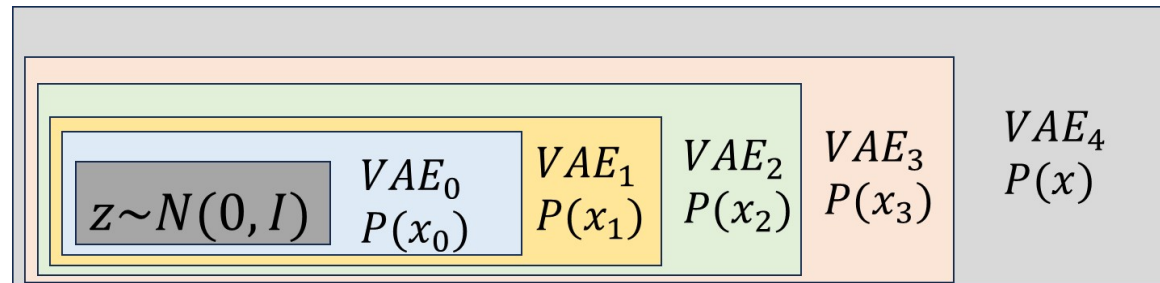 z~N(0, I)
VAE₀
P(x₀)
VAE₁
P(x₁)
VAE₂
P(x₂)
VAE₃
P(x₃)
VAE₄
P(x)